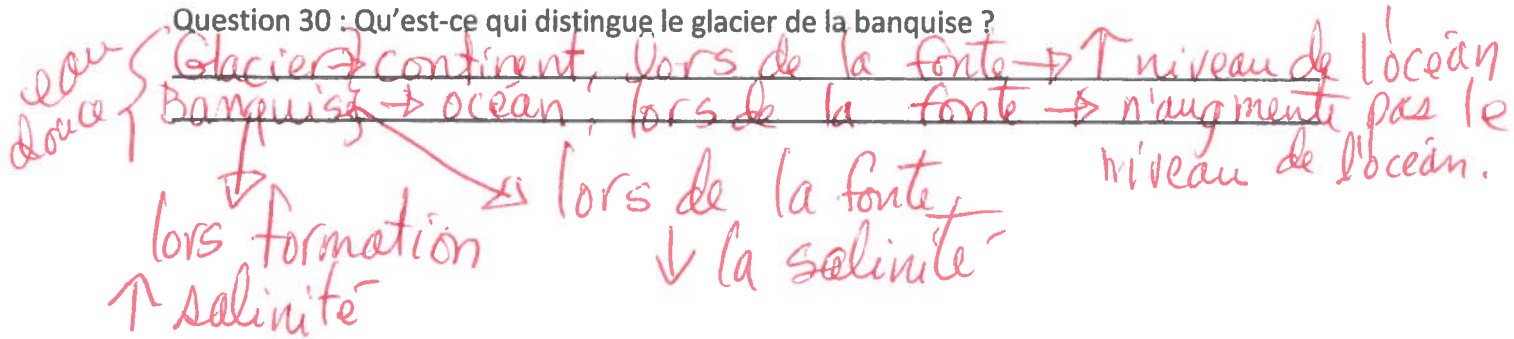 Question 30 : Qu'est-ce qui distingue le glacier de la banquise ?
eau douce { Glacier → continent, lors de la fonte → ↑ niveau de l'océan
Banquise → océan, lors de la fonte → n'augmente pas le
niveau de l'océan.
lors formation
↑ salinité
lors de la fonte
↓ la salinité